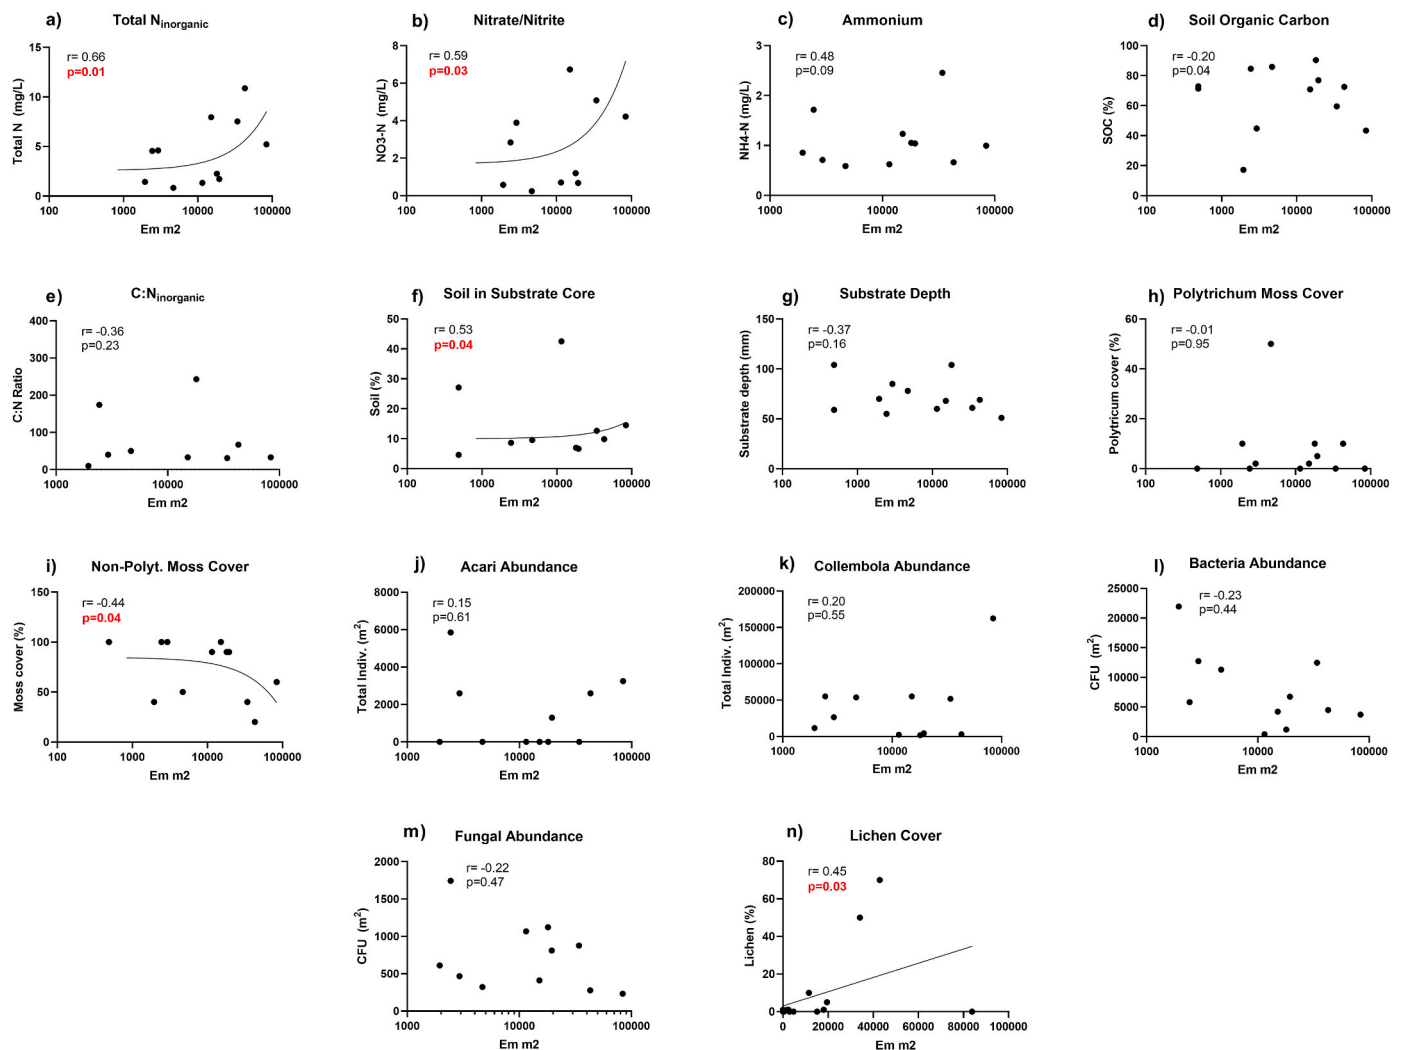 a) Total Ninorganic
r= 0.66
p=0.01
Total N (mg/L)
15
10
5
0
100 1000 10000 100000
Em m2
b) Nitrate/Nitrite
r= 0.59
p=0.03
NO3-N (mg/L)
8
6
4
2
0
100 1000 10000 100000
Em m2
c) Ammonium
r= 0.48
p=0.09
NH4-N (mg/L)
3
2
1
0
1000 10000 100000
Em m2
d) Soil Organic Carbon
r= -0.20
p=0.04
SOC (%)
100
80
60
40
20
0
100 1000 10000 100000
Em m2
e) C:Ninorganic
r= -0.36
p=0.23
C:N Ratio
400
300
200
100
0
1000 10000 100000
Em m2
f) Soil in Substrate Core
r= 0.53
p=0.04
Soil (%)
50
40
30
20
10
0
100 1000 10000 100000
Em m2
g) Substrate Depth
r= -0.37
p=0.16
Substrate depth (mm)
150
100
50
0
100 1000 10000 100000
Em m2
h) Polytrichum Moss Cover
r= -0.01
p=0.95
Polytricum cover (%)
60
40
20
0
100 1000 10000 100000
Em m2
i) Non-Polyt. Moss Cover
r= -0.44
p=0.04
Moss cover (%)
150
100
50
0
100 1000 10000 100000
Em m2
j) Acari Abundance
r= 0.15
p=0.61
Total Indiv. (m²)
8000
6000
4000
2000
0
1000 10000 100000
Em m2
k) Collembola Abundance
r= 0.20
p=0.55
Total Indiv. (m²)
200000
150000
100000
50000
0
1000 10000 100000
Em m2
l) Bacteria Abundance
r= -0.23
p=0.44
CFU (m²)
25000
20000
15000
10000
5000
0
1000 10000 100000
Em m2
m) Fungal Abundance
r= -0.22
p=0.47
CFU (m²)
2000
1500
1000
500
0
1000 10000 100000
Em m2
n) Lichen Cover
r= 0.45
p=0.03
Lichen (%)
80
60
40
20
0
0 20000 40000 60000 80000 100000
Em m2